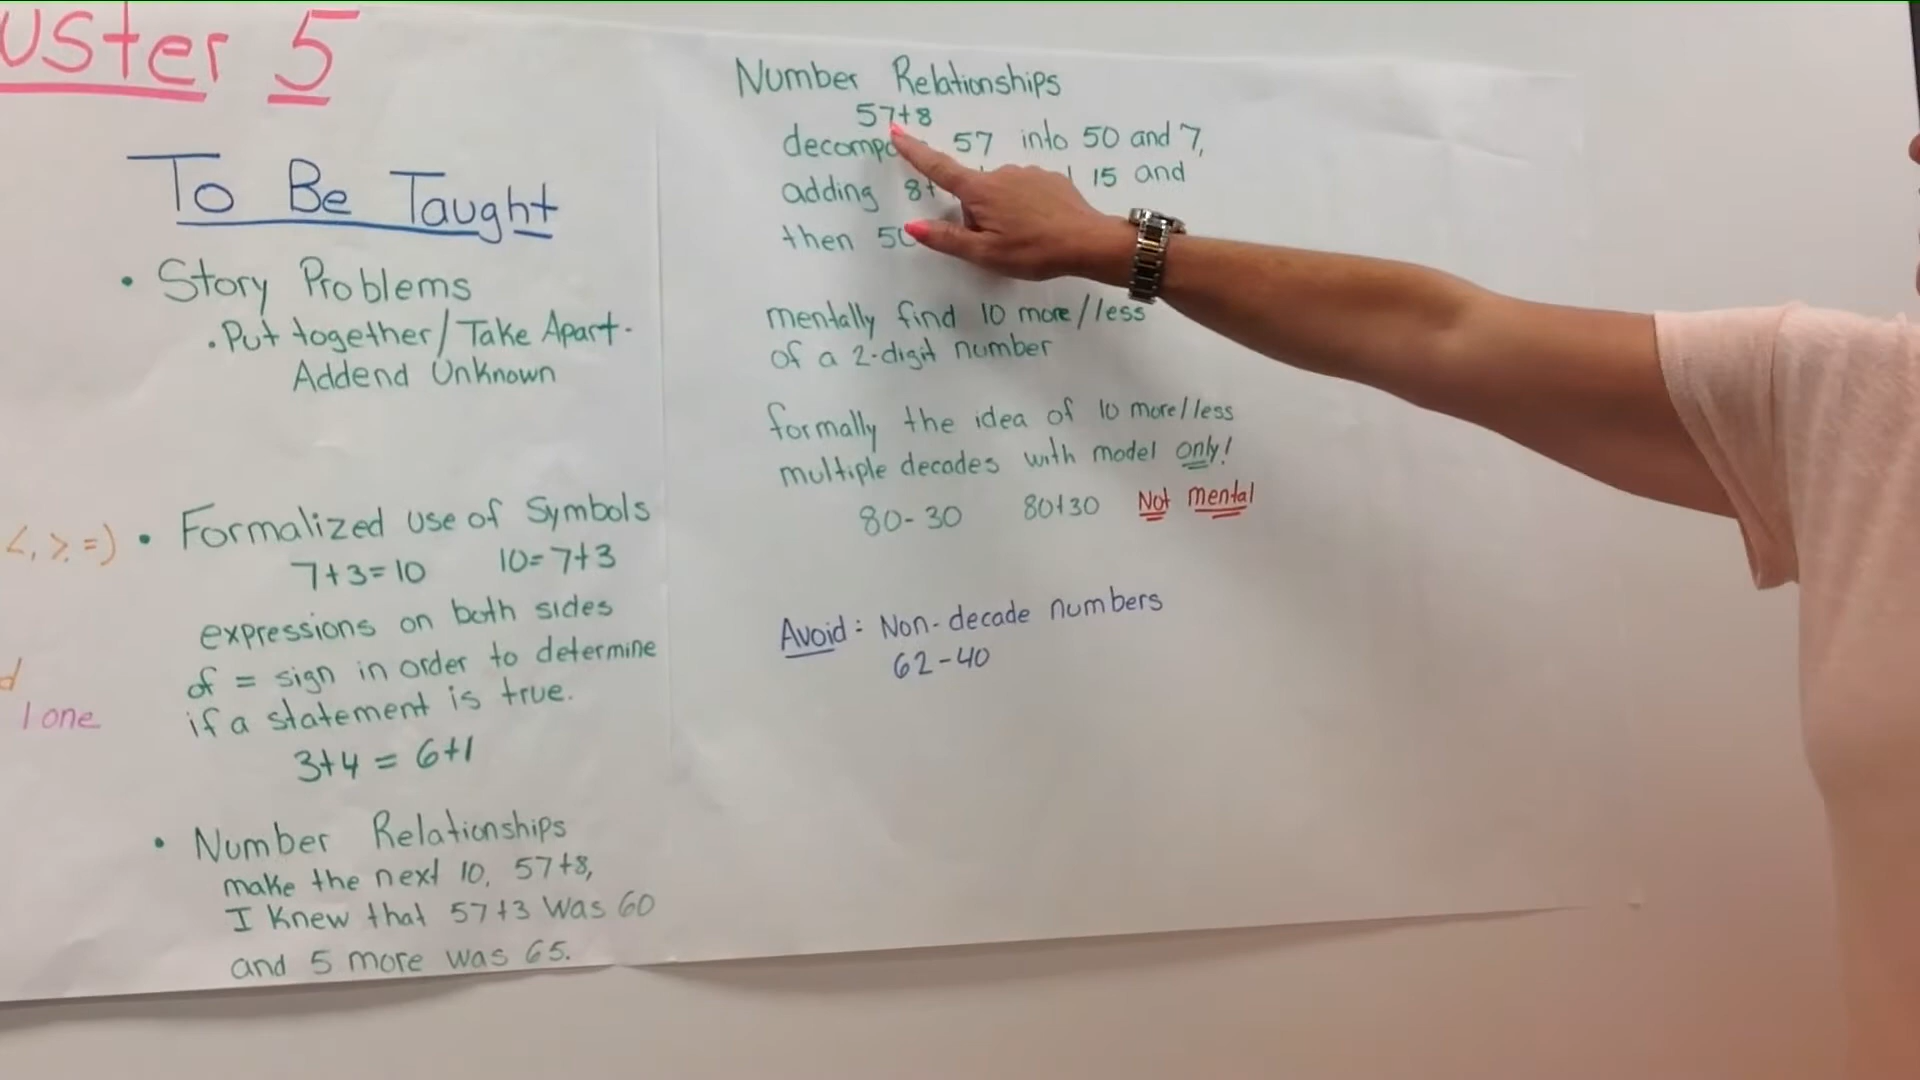 uster 5
To Be Taught
• Story Problems
• Put together/Take Apart-
Addend Unknown
<, >, =)
• Formalized use of Symbols
7+3=10 10=7+3
expressions on both sides
of = sign in order to determine
if a statement is true.
3+4 = 6+1
d
1 one
• Number Relationships
make the next 10, 57+8,
I knew that 57+3 was 60
and 5 more was 65.
Number Relationships
57+8
57 into 50 and 7,
adding 8+ 15 and
then
mentally find 10 more/less
of a 2-digit number
formally the idea of 10 more/less
multiple decades with model only!
80-30 80+30 Not mental
Avoid: Non-decade numbers
62-40